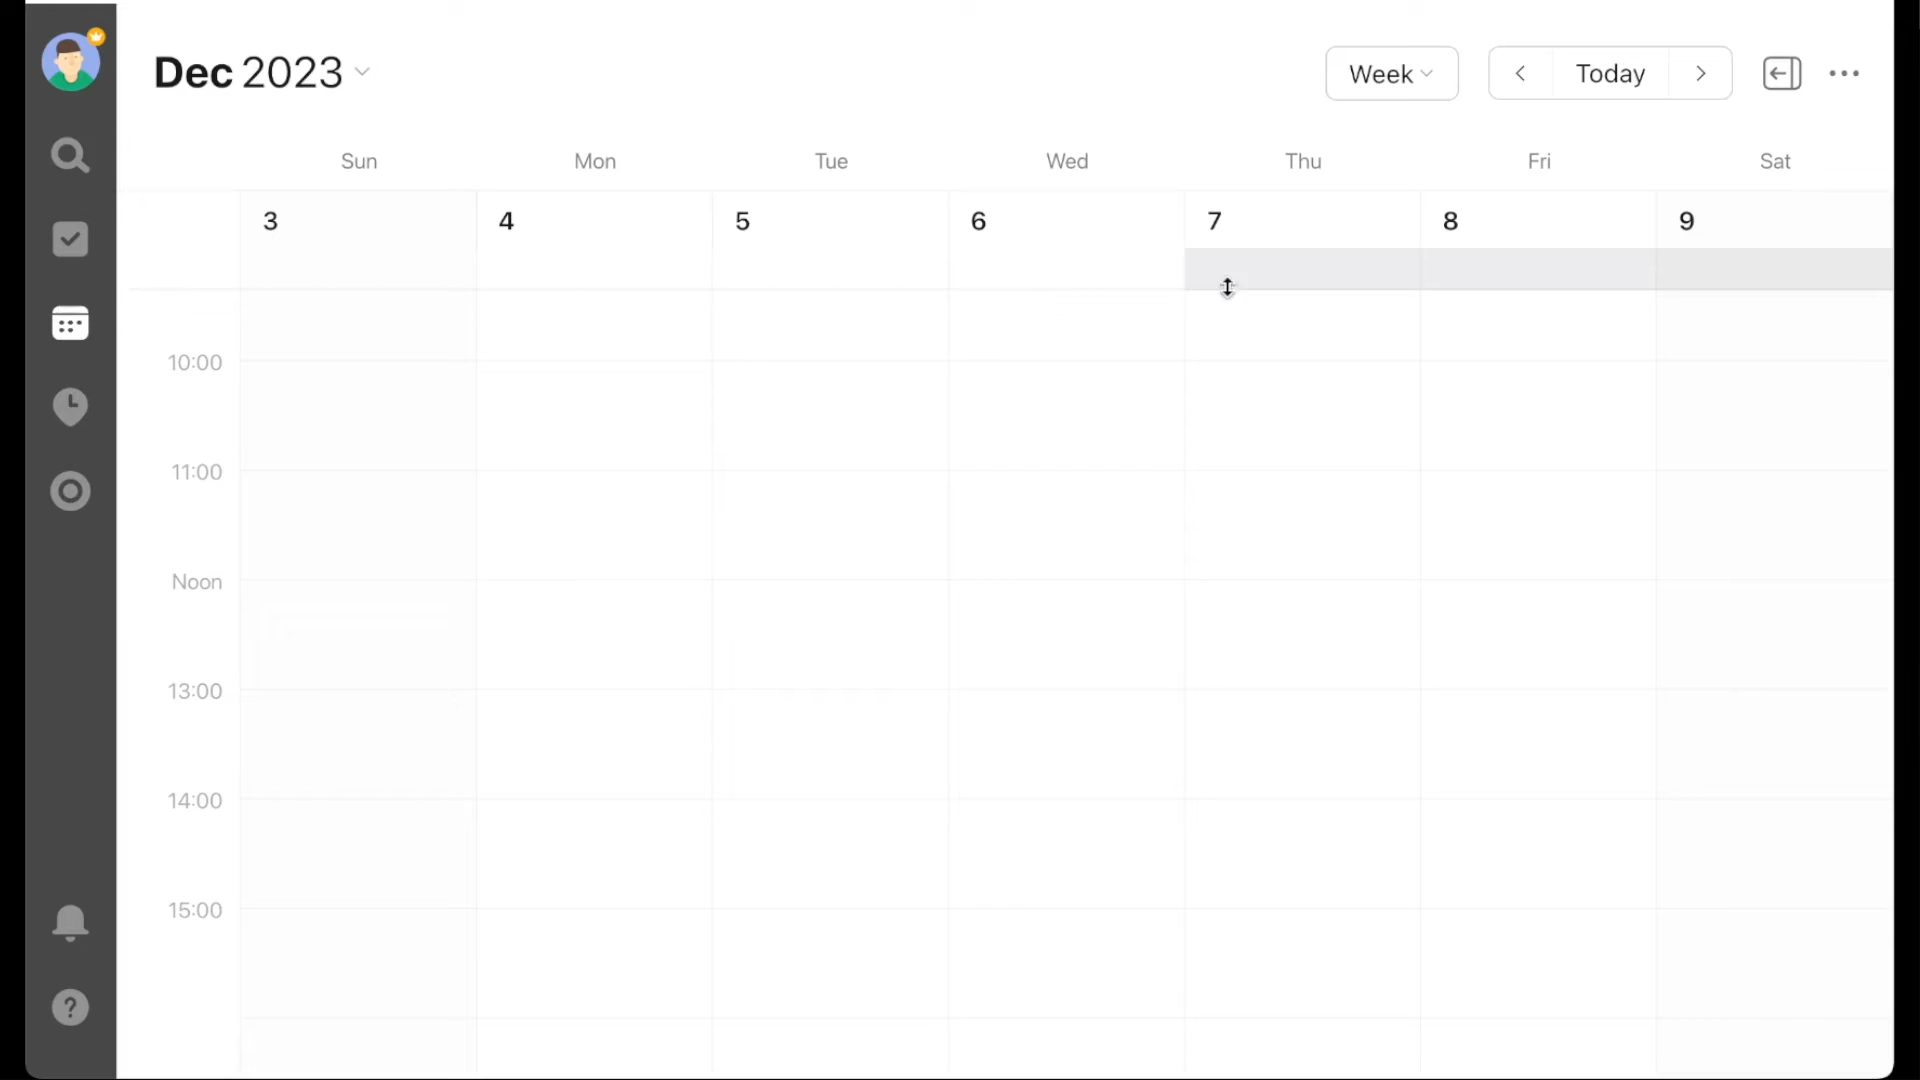 Dec 2023
Week
Today
Sun Mon Tue Wed Thu Fri Sat
3 4 5 6 7 8 9
10:00
11:00
Noon
13:00
14:00
15:00
?